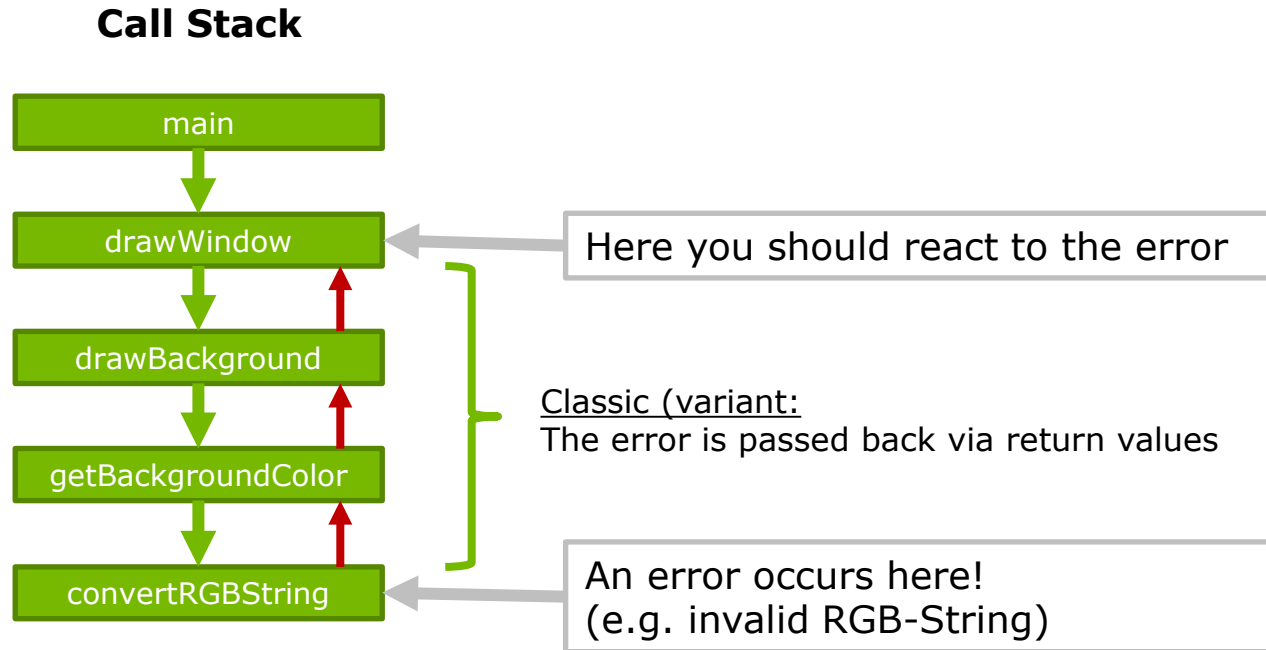 Call Stack
main
drawWindow
Here you should react to the error
drawBackground
Classic (variant:
The error is passed back via return values
getBackgroundColor
convertRGBString
An error occurs here!
(e.g. invalid RGB-String)